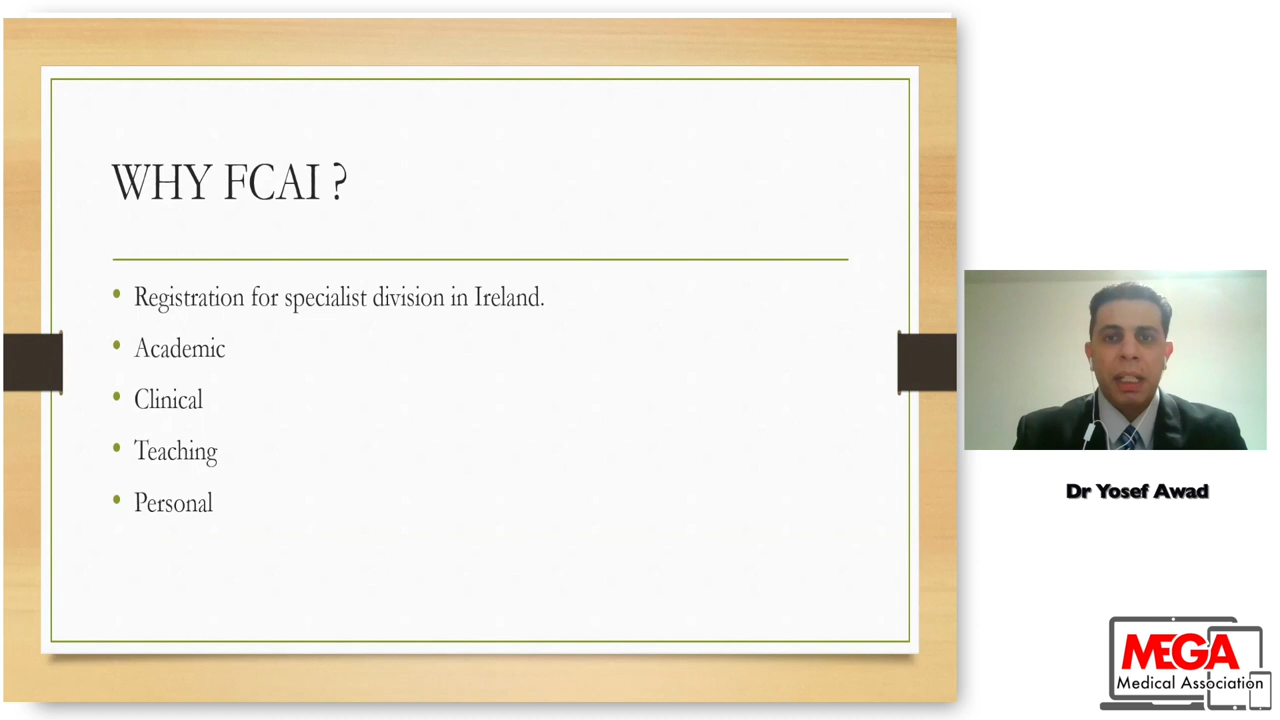 WHY FCAI ?
• Registration for specialist division in Ireland.
• Academic
• Clinical
• Teaching
• Personal
Dr Yosef Awad
MEGA
Medical Association